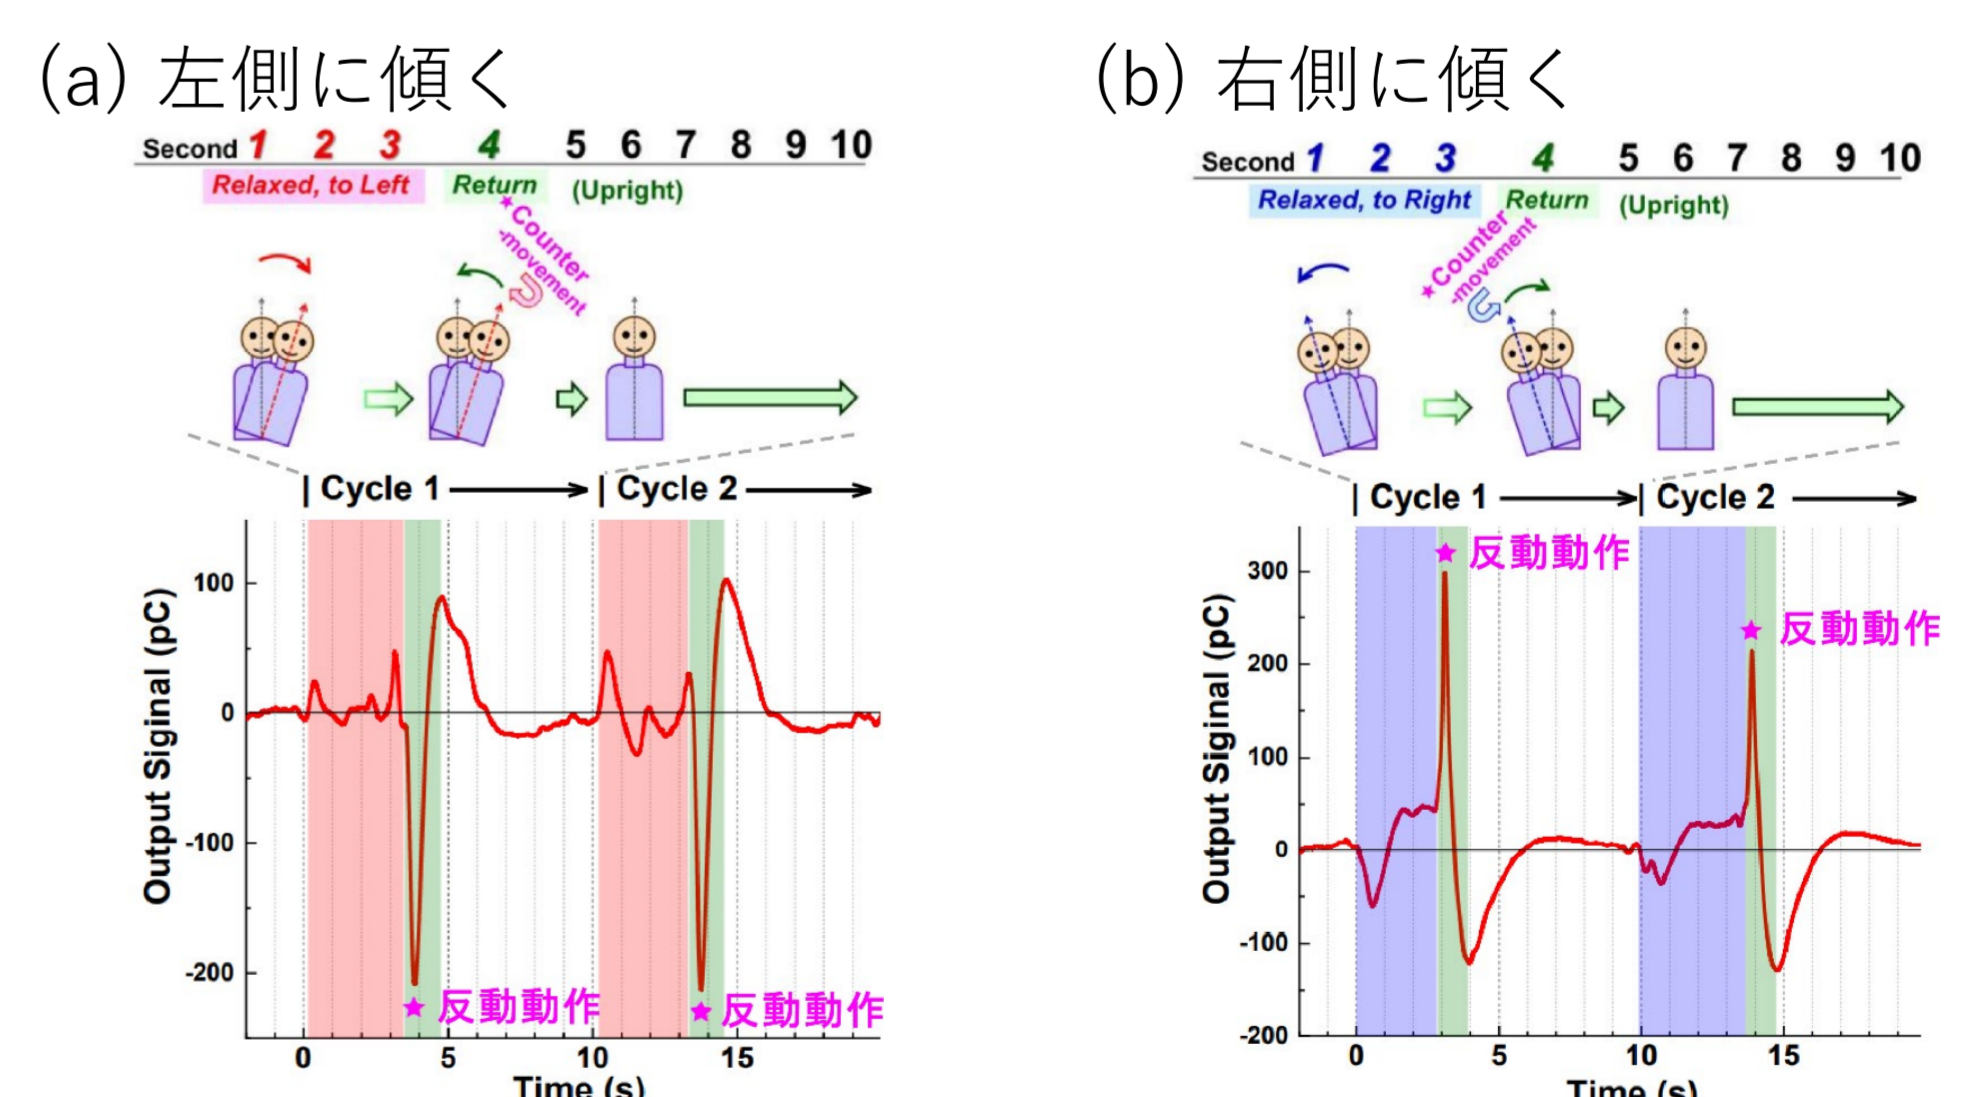 (a) 左側に傾く
Second 1 2 3 4 5 6 7 8 9 10
Relaxed, to Left Return (Upright)
★Counter
-movement
| Cycle 1 | Cycle 2
Output Siginal (pC)
100
0
-100
-200
★ 反動動作 ★ 反動動作
0 5 10 15
Time (s)
(b) 右側に傾く
Second 1 2 3 4 5 6 7 8 9 10
Relaxed, to Right Return (Upright)
★Counter
-movement
| Cycle 1 | Cycle 2
Output Siginal (pC)
★ 反動動作
300
★ 反動動作
200
100
0
-100
-200
0 5 10 15
Time (s)